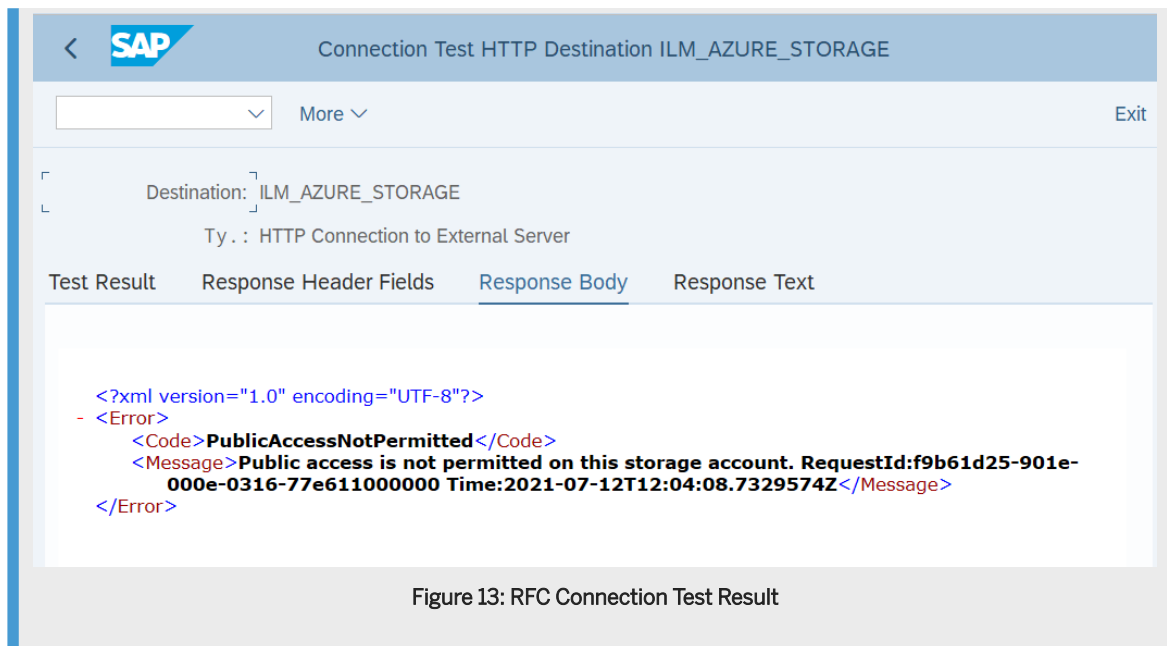 SAP
Connection Test HTTP Destination ILM_AZURE_STORAGE
More
Exit
Destination: ILM_AZURE_STORAGE
Ty.: HTTP Connection to External Server
Test Result Response Header Fields Response Body Response Text
<?xml version="1.0" encoding="UTF-8"?>
- <Error>
<Code>PublicAccessNotPermitted</Code>
<Message>Public access is not permitted on this storage account. RequestId:f9b61d25-901e-
000e-0316-77e611000000 Time:2021-07-12T12:04:08.7329574Z</Message>
</Error>
Figure 13: RFC Connection Test Result